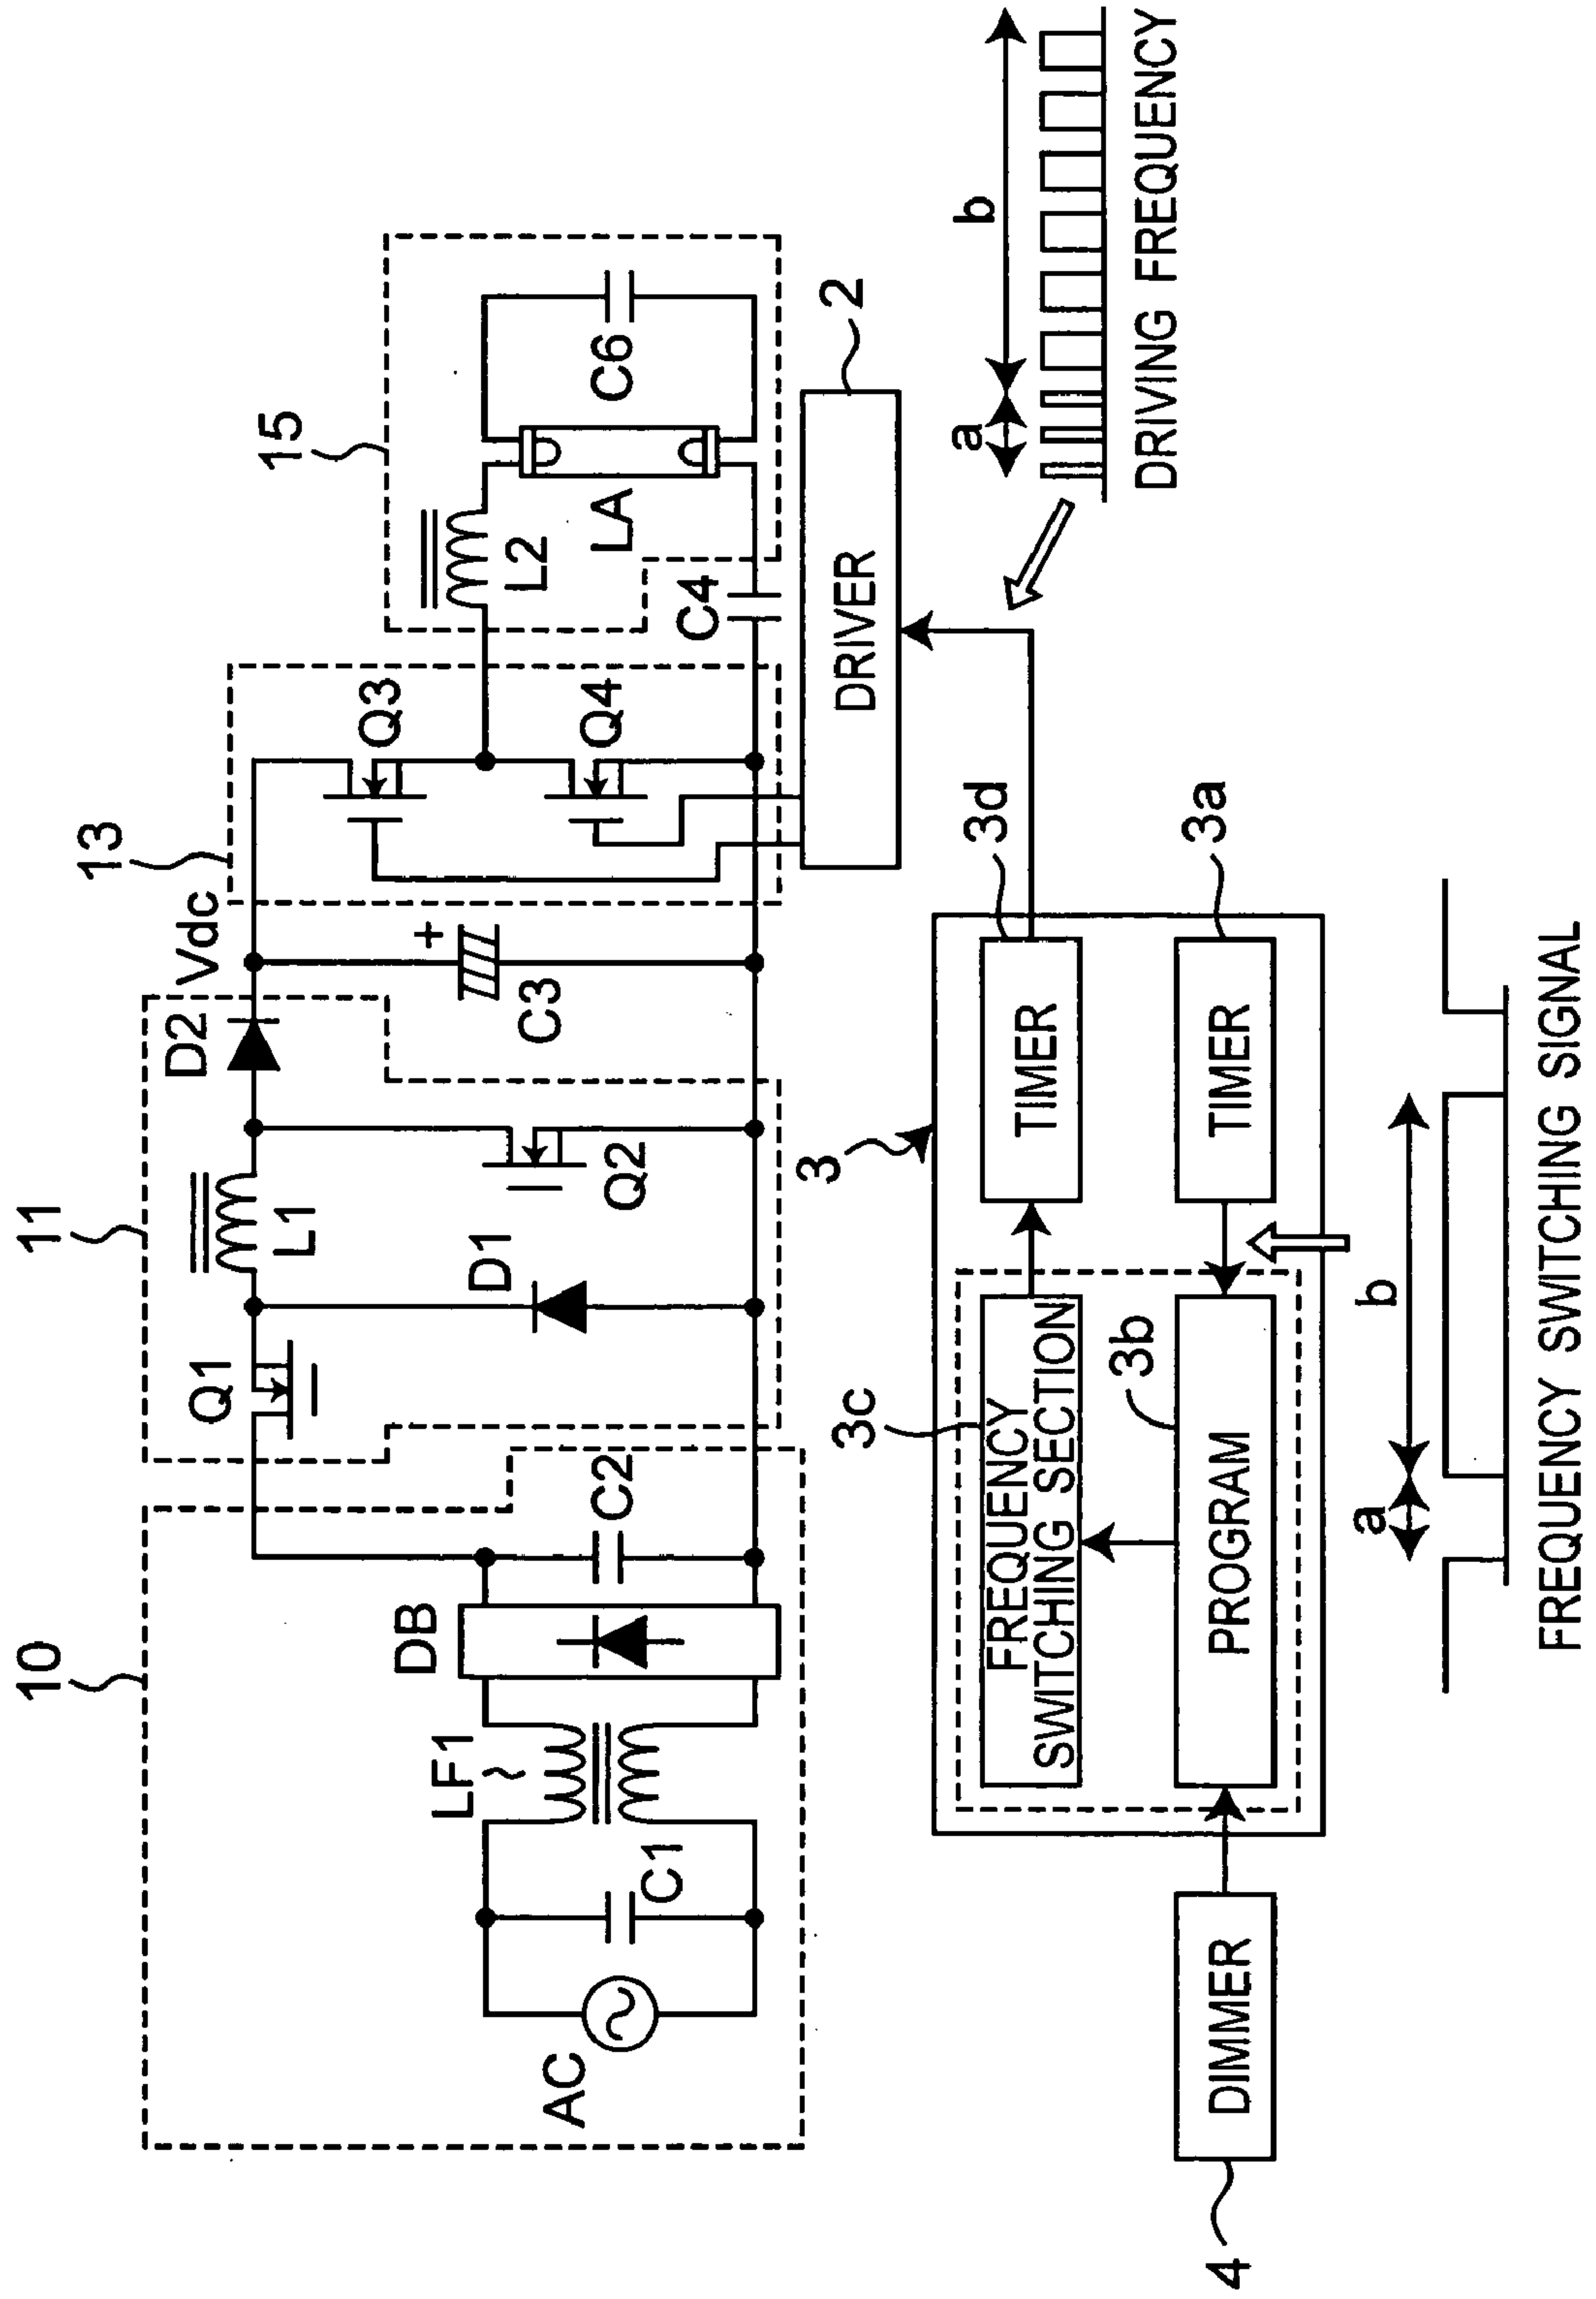 10
11
13
15
Q1
L1
D2
Vdc
Q3
L2
DB
LF1
D1
C3
+
Q4
C6
AC
C1
C2
Q2
C4
LA
DRIVER
2
3
3c
3d
FREQUENCY
SWITCHING SECTION
TIMER
a
b
DRIVING FREQUENCY
4
DIMMER
PROGRAM
3b
TIMER
3a
a
b
FREQUENCY SWITCHING SIGNAL